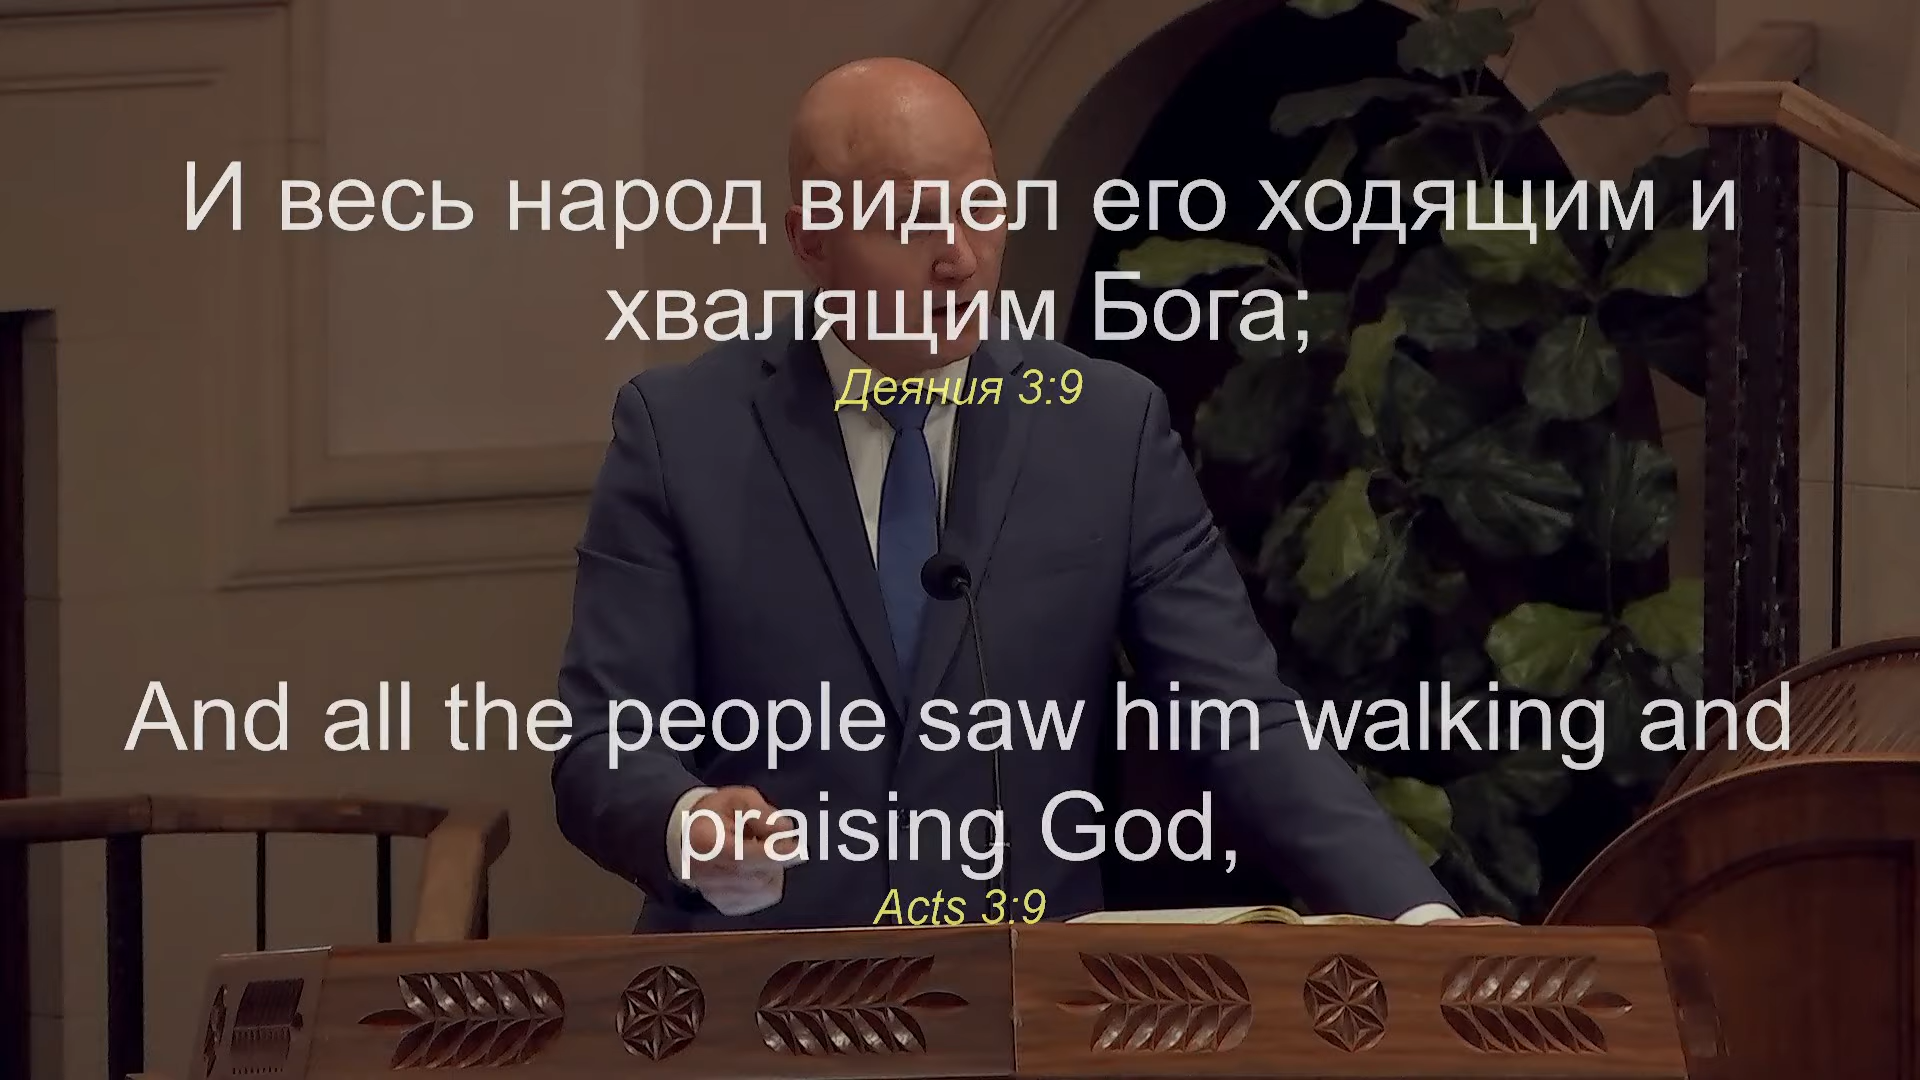 И весь народ видел его ходящим и
хвалящим Бога;
Деяния 3:9
And all the people saw him walking and
praising God,
Acts 3:9